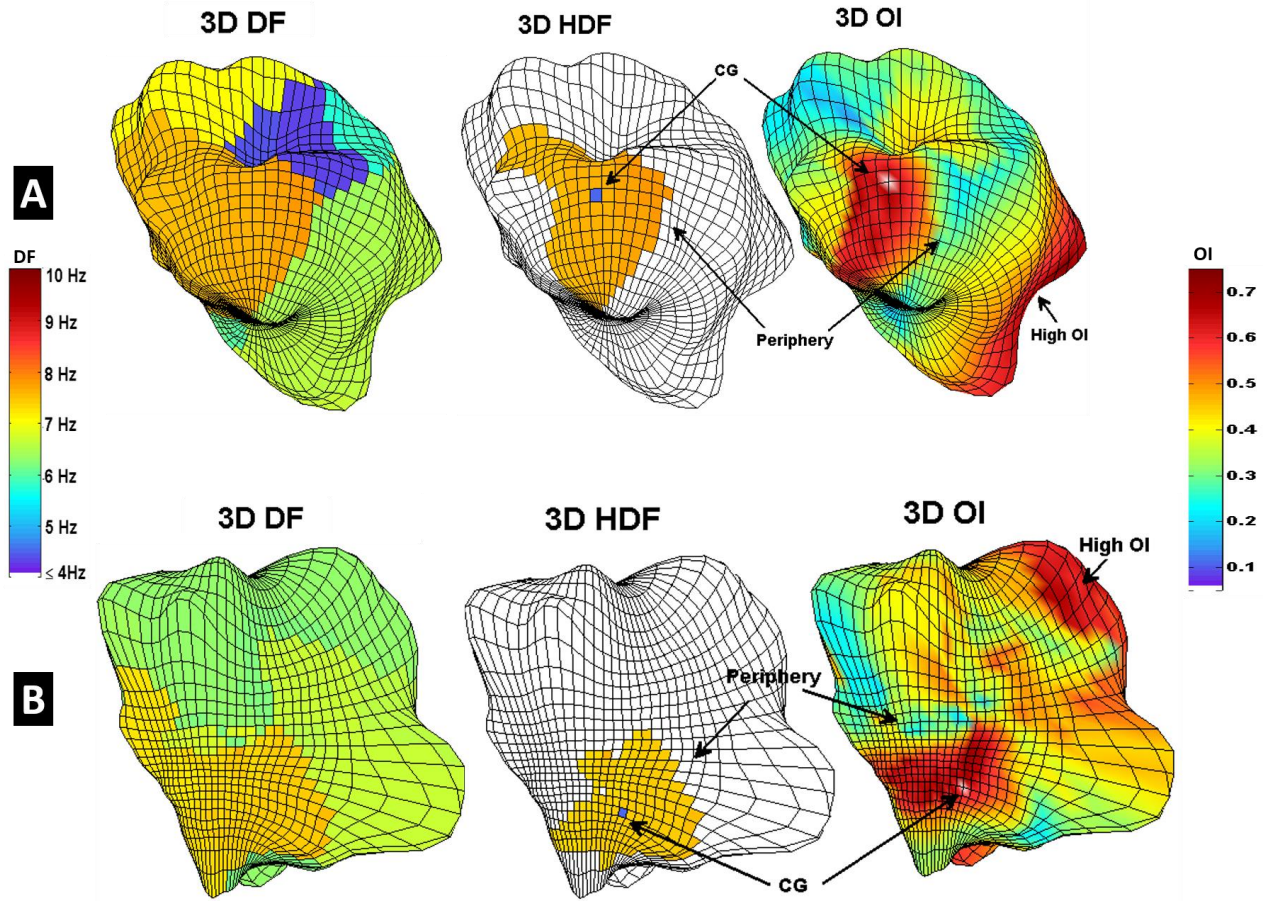 3D DF
3D HDF
3D OI
CG
A
Periphery
High OI
DF
10 Hz
9 Hz
8 Hz
7 Hz
6 Hz
5 Hz
≤ 4Hz
OI
0.7
0.6
0.5
0.4
0.3
0.2
0.1
3D DF
3D HDF
3D OI
High OI
B
Periphery
CG